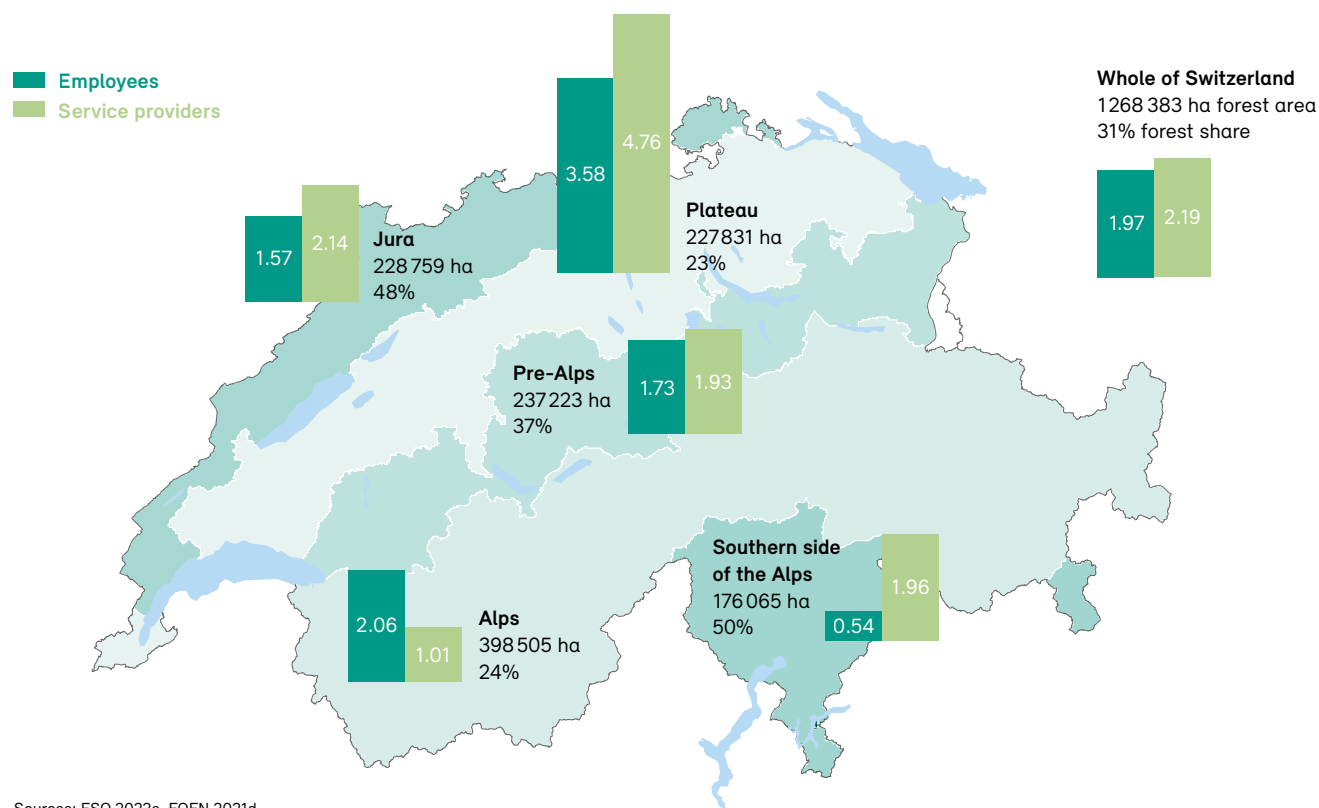 Employees
Service providers
Whole of Switzerland
1268 383 ha forest area
31% forest share
1.97
2.19
3.58
4.76
Plateau
227831 ha
23%
1.57
2.14
Jura
228 759 ha
48%
Pre-Alps
237 223 ha
37%
1.73
1.93
Southern side
of the Alps
176 065 ha
50%
0.54
1.96
2.06
1.01
Alps
398 505 ha
24%